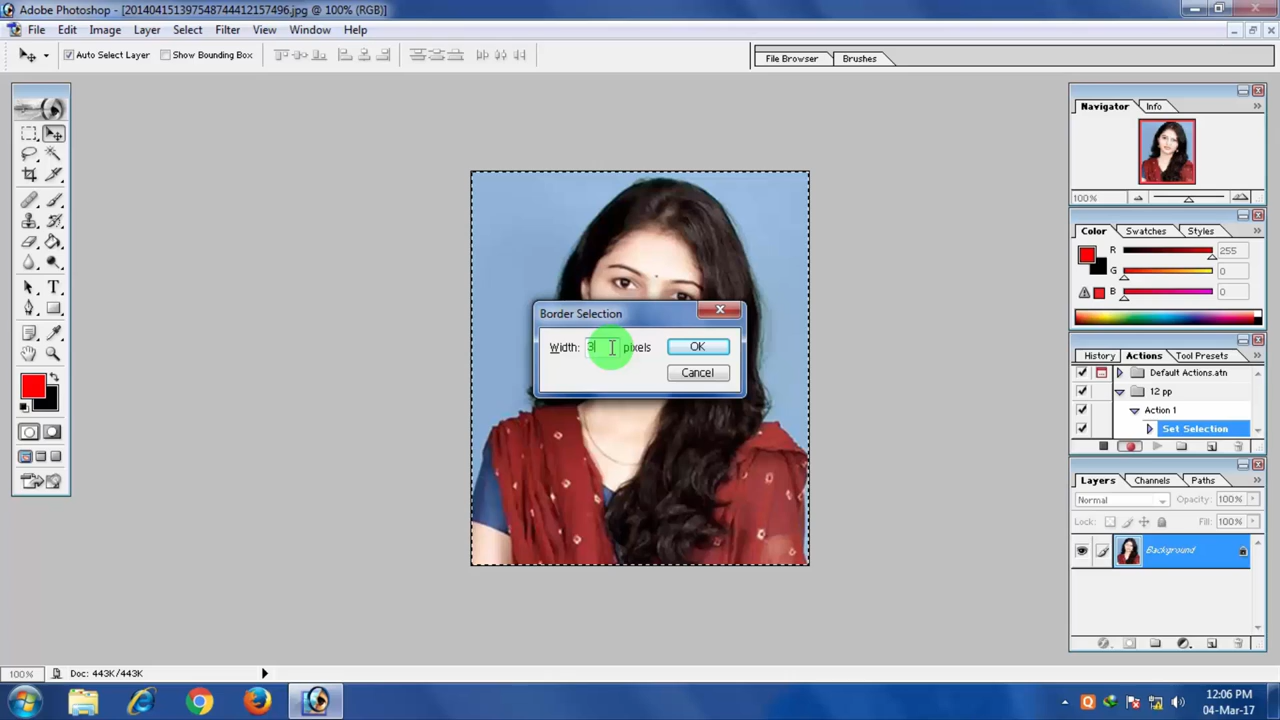 Adobe Photoshop - [20140415139754874441​2157496.jpg @ 100% (RGB)]
File Edit Image Layer Select Filter View Window Help
Auto Select Layer Show Bounding Box File Browser Brushes
Navigator Info
100%
Color Swatches Styles
R 255
G 0
B 0
Border Selection
Width: 3 pixels OK
Cancel
History Actions Tool Presets
Default Actions.atn
12 pp
Action 1
Set Selection
Layers Channels Paths
Normal Opacity: 100%
Lock: Fill: 100%
Background
100% Doc: 443K/443K
12:06 PM
04-Mar-17